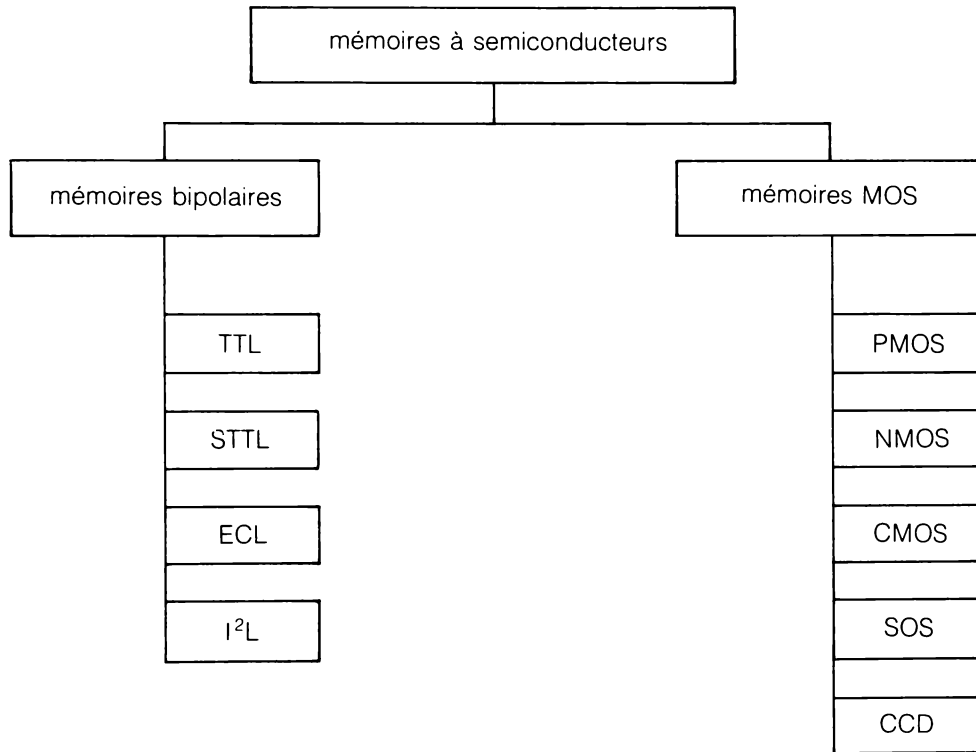 mémoires à semiconducteurs
mémoires bipolaires
mémoires MOS
TTL
STTL
ECL
I²L
PMOS
NMOS
CMOS
SOS
CCD